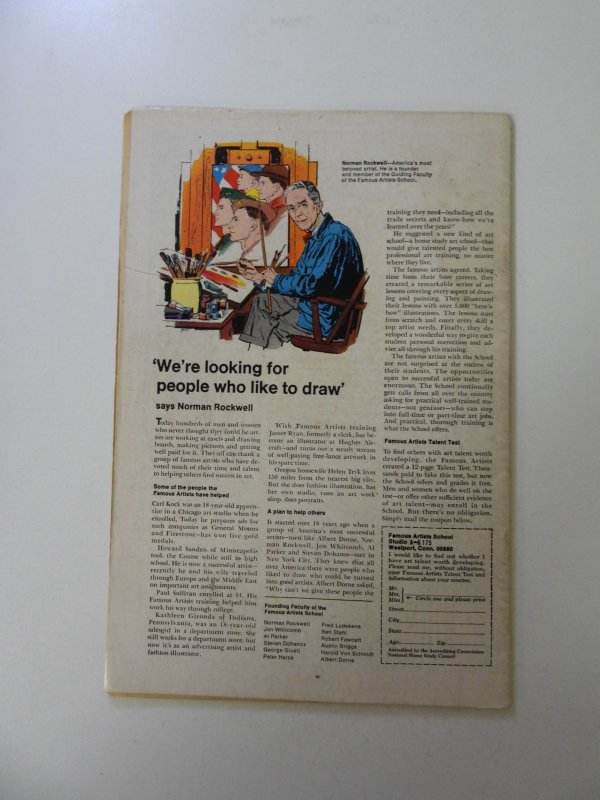 Norman Rockwell—America's most
beloved artist. He is a founder
and member of the Guiding Faculty
of the Famous Artists School.
'We're looking for
people who like to draw'
says Norman Rockwell
Today hundreds of men and women
who never thought they could be art-
ists are working at easels and drawing
boards, making pictures and getting
well paid for it. They all can thank a
group of famous artists who have de-
voted much of their time and talent
to helping others find success in art.
Some of the people the
Famous Artists have helped
Carl Kock was an 18-year-old appren-
tice in a Chicago art studio when he
enrolled. Today he prepares ads for
such companies as General Motors
and Firestone—has won five gold
medals.
Howard Sanden of Minneapolis
took the Course while still in high
school. He is now a successful artist—
recently he and his wife traveled
through Europe and the Middle East
on important art assignments.
Paul Sullivan enrolled at 14. His
Famous Artists training helped him
work his way through college.
Kathleen Gironda of Indiana,
Pennsylvania, was an 18-year-old
salesgirl in a department store. She
still works for a department store, but
now it's as an advertising artist and
fashion illustrator.
With Famous Artists training
James Ryan, formerly a clerk, has be-
come an illustrator at Hughes Air-
craft—and turns out a steady stream
of well-paying free-lance artwork in
his spare time.
Oregon housewife Helen Tryk lives
150 miles from the nearest big city.
But she does fashion illustration, has
her own studio, runs an art work
shop, does portraits.
A plan to help others
It started over 18 years ago when a
group of America's most successful
artists—men like Albert Dorne, Nor-
man Rockwell, Jon Whitcomb, Al
Parker and Stevan Dohanos—met in
New York City. They knew that all
over America there were people who
liked to draw who could be turned
into good artists. Albert Dorne asked,
"Why can't we give these people the
Founding Faculty of the
Famous Artists School
Norman Rockwell
Jon Whitcomb
Al Parker
Stevan Dohanos
George Giusti
Peter Helck
Fred Ludekens
Ben Stahl
Robert Fawcett
Austin Briggs
Harold Von Schmidt
Albert Dorne
training they need—including all the
trade secrets and know-how we've
learned over the years?"
He suggested a new kind of art
school—a home study art school—that
would give talented people the best
professional art training, no matter
where they live.
The famous artists agreed. Taking
time from their busy careers, they
created a remarkable series of art
lessons covering every aspect of draw-
ing and painting. They illustrated
their lessons with over 5,000 "here's-
how" illustrations. The lessons start
from scratch and cover every skill a
top artist needs. Finally, they de-
veloped a wonderful way to give each
student personal correction and ad-
vice all through his training.
The famous artists with the School
are not surprised at the success of
their students. The opportunities
open to successful artists today are
enormous. The School continually
gets calls from all over the country
asking for practical well-trained stu-
dents—not geniuses—who can step
into full-time or part-time art jobs.
And practical, thorough training is
what the School offers.
Famous Artists Talent Test
To find others with art talent worth
developing, the Famous Artists
created a 12-page Talent Test. Thou-
sands paid to take this test, but now
the School offers and grades it free.
Men and women who do well on the
test—or offer other sufficient evidence
of art talent—may enroll in the
School. But there's no obligation.
Simply mail the coupon below.
Famous Artists School
Studio A-6175
Westport, Conn. 06880
I would like to find out whether I
have art talent worth developing.
Please send me, without obligation,
your Famous Artists Talent Test and
information about your courses.
Mr.
Mrs.
Miss
← Circle one and please print
Street
City
State
Age Zip
Accredited by the Accrediting Commission
National Home Study Council